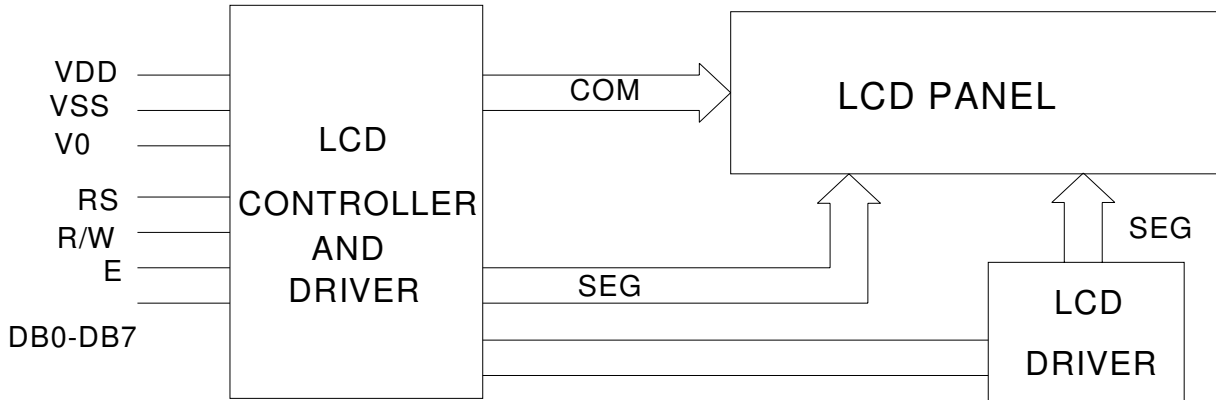 VDD
VSS
V0
RS
R/W
E
DB0-DB7
LCD
CONTROLLER
AND
DRIVER
COM
SEG
LCD PANEL
SEG
LCD
DRIVER